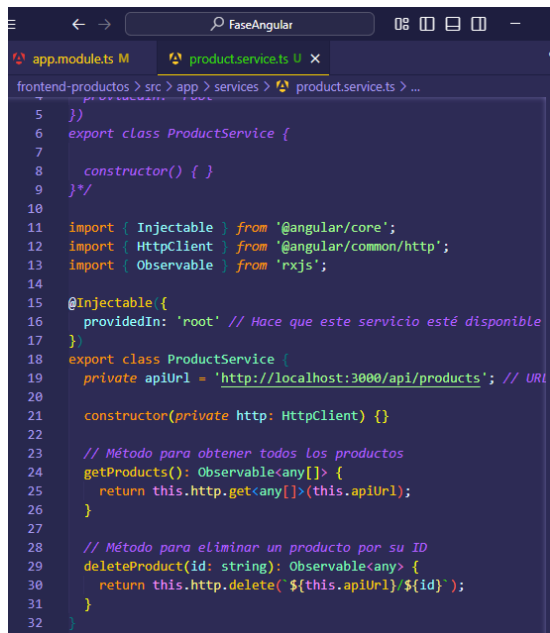 FaseAngular
app.module.ts M product.service.ts U
frontend-productos > src > app > services > product.service.ts > ...
4 providedIn: 'root'
5 })
6 export class ProductService {
7
8 constructor() { }
9 }*/
10
11 import { Injectable } from '@angular/core';
12 import { HttpClient } from '@angular/common/http';
13 import { Observable } from 'rxjs';
14
15 @Injectable({
16 providedIn: 'root' // Hace que este servicio esté disponible
17 })
18 export class ProductService {
19 private apiUrl = 'http://localhost:3000/api/products'; // URL
20
21 constructor(private http: HttpClient) {}
22
23 // Método para obtener todos los productos
24 getProducts(): Observable<any[]> {
25 return this.http.get<any[]>(this.apiUrl);
26 }
27
28 // Método para eliminar un producto por su ID
29 deleteProduct(id: string): Observable<any> {
30 return this.http.delete(`${this.apiUrl}/${id}`);
31 }
32 }